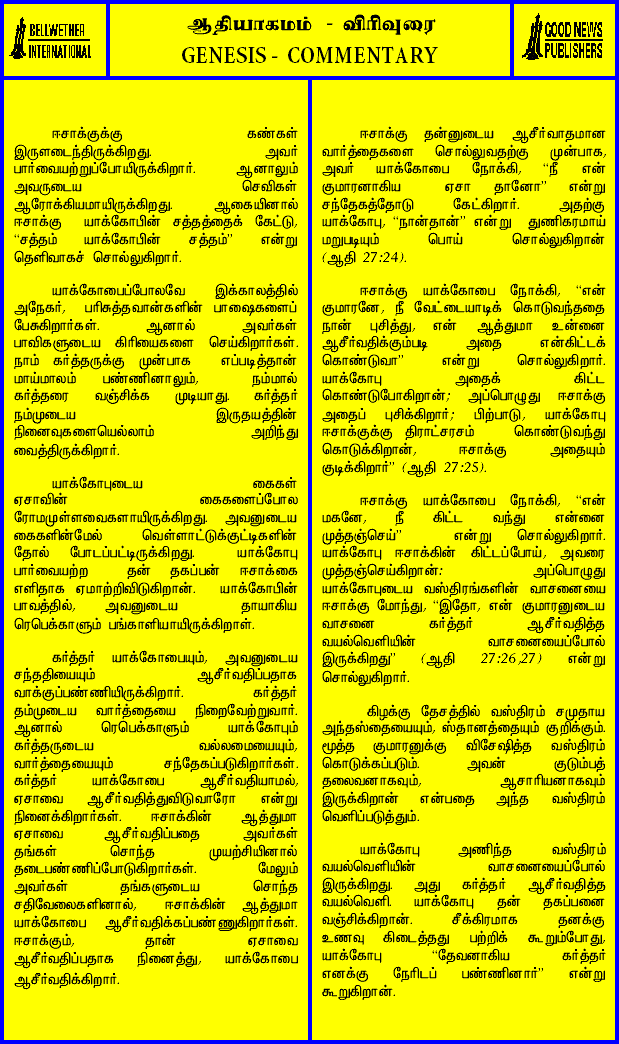 BELLWETHER
INTERNATIONAL
ஆதியாகமம் - விரிவுரை
GENESIS - COMMENTARY
GOOD NEWS
PUBLISHERS
ஈசாக்குக்கு கண்கள்
இருளடைந்திருக்கிறது. அவர்
பார்வையற்றுப்போயிருக்கிறார். ஆனாலும்
அவருடைய செவிகள்
ஆரோக்கியமாயிருக்கிறது. ஆகையினால்
ஈசாக்கு யாக்கோபின் சத்தத்தைக் கேட்டு,
“சத்தம் யாக்கோபின் சத்தம்” என்று
தெளிவாகச் சொல்லுகிறார்.
யாக்கோபைப்போலவே இக்காலத்தில்
அநேகர், பரிசுத்தவான்களின் பாஷைகளைப்
பேசுகிறார்கள். ஆனால் அவர்கள்
பாவிகளுடைய கிரியைகளை செய்கிறார்கள்.
நாம் கர்த்தருக்கு முன்பாக எப்படித்தான்
மாய்மாலம் பண்ணினாலும், நம்மால்
கர்த்தரை வஞ்சிக்க முடியாது. கர்த்தர்
நம்முடைய இருதயத்தின்
நினைவுகளையெல்லாம் அறிந்து
வைத்திருக்கிறார்.
யாக்கோபுடைய கைகள்
ஏசாவின் கைகளைப்போல
ரோமமுள்ளவைகளாயிருக்கிறது. அவனுடைய
கைகளின்மேல் வெள்ளாட்டுக்குட்டிகளின்
தோல் போடப்பட்டிருக்கிறது. யாக்கோபு
பார்வையற்ற தன் தகப்பன் ஈசாக்கை
எளிதாக ஏமாற்றிவிடுகிறான். யாக்கோபின்
பாவத்தில், அவனுடைய தாயாகிய
ரெபெக்காளும் பங்காளியாயிருக்கிறாள்.
கர்த்தர் யாக்கோபையும், அவனுடைய
சந்ததியையும் ஆசீர்வதிப்பதாக
வாக்குப்பண்ணியிருக்கிறார். கர்த்தர்
தம்முடைய வார்த்தையை நிறைவேற்றுவார்.
ஆனால் ரெபெக்காளும் யாக்கோபும்
கர்த்தருடைய வல்லமையையும்,
வார்த்தையையும் சந்தேகப்படுகிறார்கள்.
கர்த்தர் யாக்கோபை ஆசீர்வதியாமல்,
ஏசாவை ஆசீர்வதித்துவிடுவாரோ என்று
நினைக்கிறார்கள். ஈசாக்கின் ஆத்துமா
ஏசாவை ஆசீர்வதிப்பதை அவர்கள்
தங்கள் சொந்த முயற்சியினால்
தடைபண்ணிப்போடுகிறார்கள். மேலும்
அவர்கள் தங்களுடைய சொந்த
சதிவேலைகளினால், ஈசாக்கின் ஆத்துமா
யாக்கோபை ஆசீர்வதிக்கப்பண்ணுகிறார்கள்.
ஈசாக்கும், தான் ஏசாவை
ஆசீர்வதிப்பதாக நினைத்து, யாக்கோபை
ஆசீர்வதிக்கிறார்.
ஈசாக்கு தன்னுடைய ஆசீர்வாதமான
வார்த்தைகளை சொல்லுவதற்கு முன்பாக,
அவர் யாக்கோபை நோக்கி, “நீ என்
குமாரனாகிய ஏசா தானோ” என்று
சந்தேகத்தோடு கேட்கிறார். அதற்கு
யாக்கோபு, “நான்தான்” என்று துணிகரமாய்
மறுபடியும் பொய் சொல்லுகிறான்
(ஆதி 27:24).
ஈசாக்கு யாக்கோபை நோக்கி, “என்
குமாரனே, நீ வேட்டையாடிக் கொடுவந்ததை
நான் புசித்து, என் ஆத்துமா உன்னை
ஆசீர்வதிக்கும்படி அதை என்கிட்டக்
கொண்டுவா” என்று சொல்லுகிறார்.
யாக்கோபு அதைக் கிட்ட
கொண்டுபோகிறான்; அப்பொழுது ஈசாக்கு
அதைப் புசிக்கிறார்; பிற்பாடு, யாக்கோபு
ஈசாக்குக்கு திராட்சரசம் கொண்டுவந்து
கொடுக்கிறான், ஈசாக்கு அதையும்
குடிக்கிறார்” (ஆதி 27:25).
ஈசாக்கு யாக்கோபை நோக்கி, “என்
மகனே, நீ கிட்ட வந்து என்னை
முத்தஞ்செய்” என்று சொல்லுகிறார்.
யாக்கோபு ஈசாக்கின் கிட்டப்போய், அவரை
முத்தஞ்செய்கிறான்: அப்பொழுது
யாக்கோபுடைய வஸ்திரங்களின் வாசனையை
ஈசாக்கு மோந்து, “இதோ, என் குமாரனுடைய
வாசனை கர்த்தர் ஆசீர்வதித்த
வயல்வெளியின் வாசனையைப்போல்
இருக்கிறது” (ஆதி 27:26,27) என்று
சொல்லுகிறார்.
கிழக்கு தேசத்தில் வஸ்திரம் சமுதாய
அந்தஸ்தையையும், ஸ்தானத்தையும் குறிக்கும்.
மூத்த குமாரனுக்கு விசேஷித்த வஸ்திரம்
கொடுக்கப்படும். அவன் குடும்பத்
தலைவனாகவும், ஆசாரியனாகவும்
இருக்கிறான் என்பதை அந்த வஸ்திரம்
வெளிப்படுத்தும்.
யாக்கோபு அணிந்த வஸ்திரம்
வயல்வெளியின் வாசனையைப்போல்
இருக்கிறது. அது கர்த்தர் ஆசீர்வதித்த
வயல்வெளி. யாக்கோபு தன் தகப்பனை
வஞ்சிக்கிறான். சீக்கிரமாக தனக்கு
உணவு கிடைத்தது பற்றிக் கூறும்போது,
யாக்கோபு “தேவனாகிய கர்த்தர்
எனக்கு நேரிடப் பண்ணினார்” என்று
கூறுகிறான்.